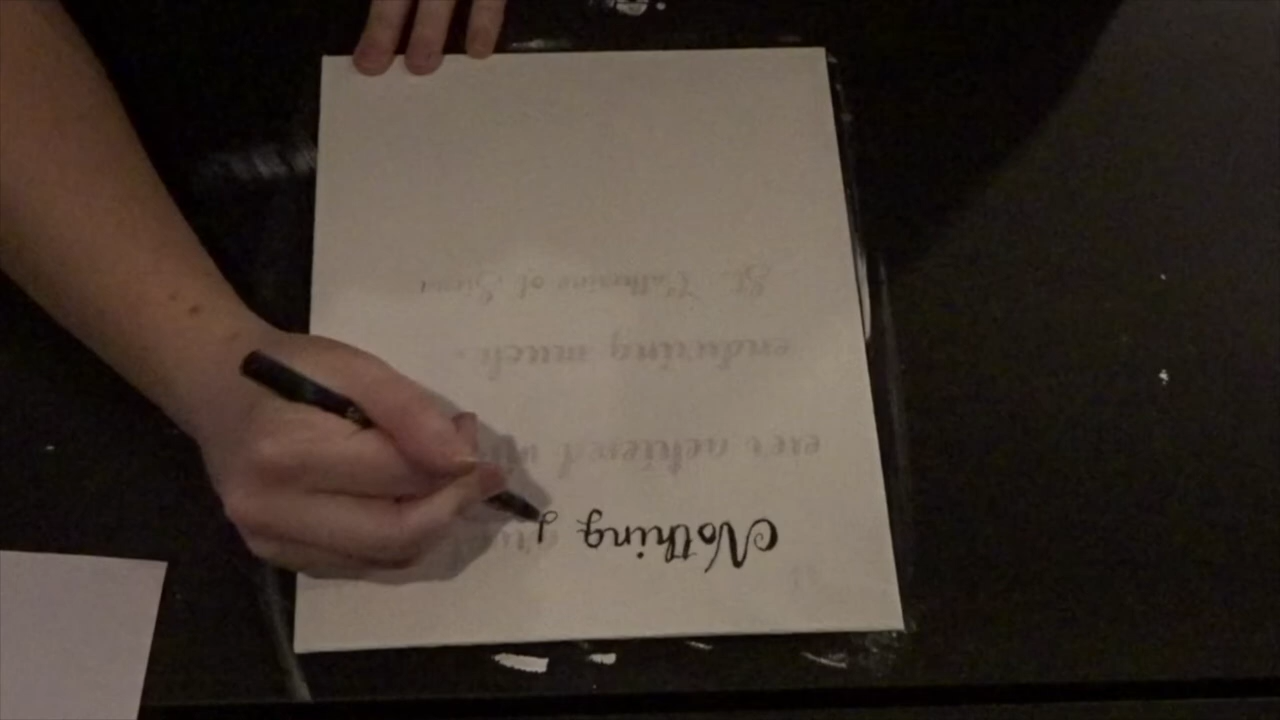 Nothing g
ever achieved
enduring much.
St. Catherine of Siena